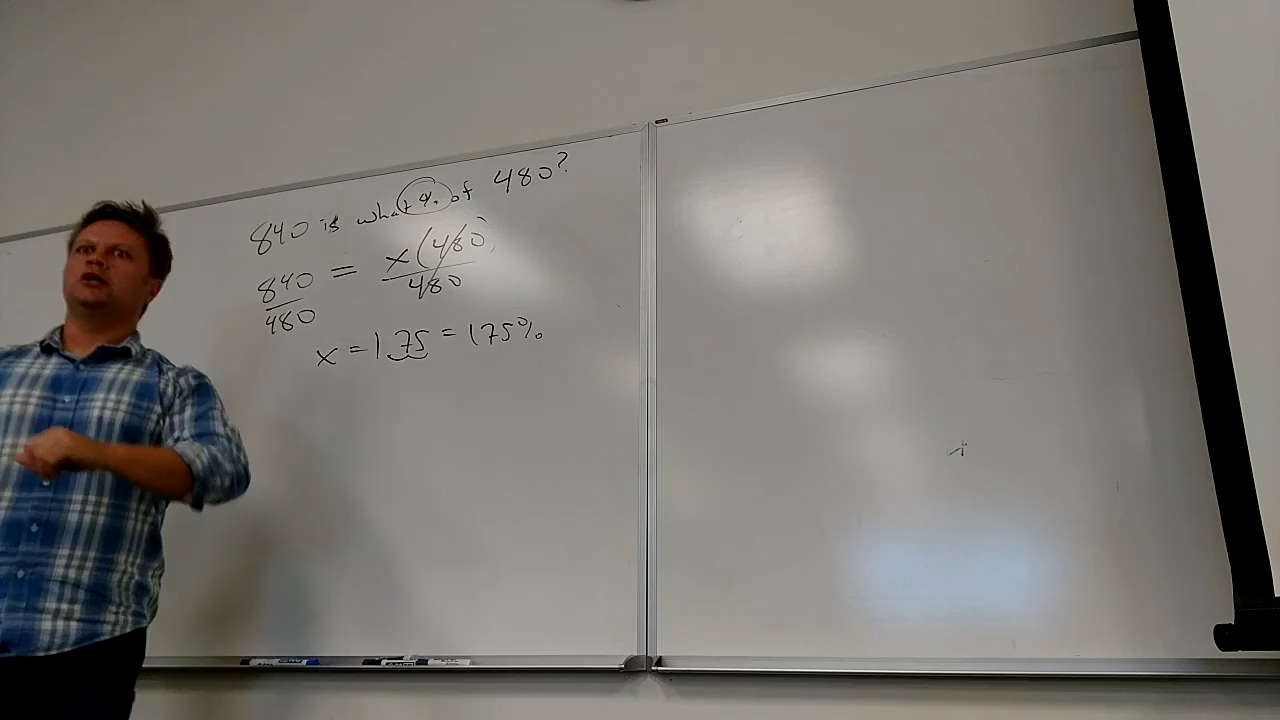 840 is what % of 480?
840/480 = x(480)/480
x = 1.75 = 175%